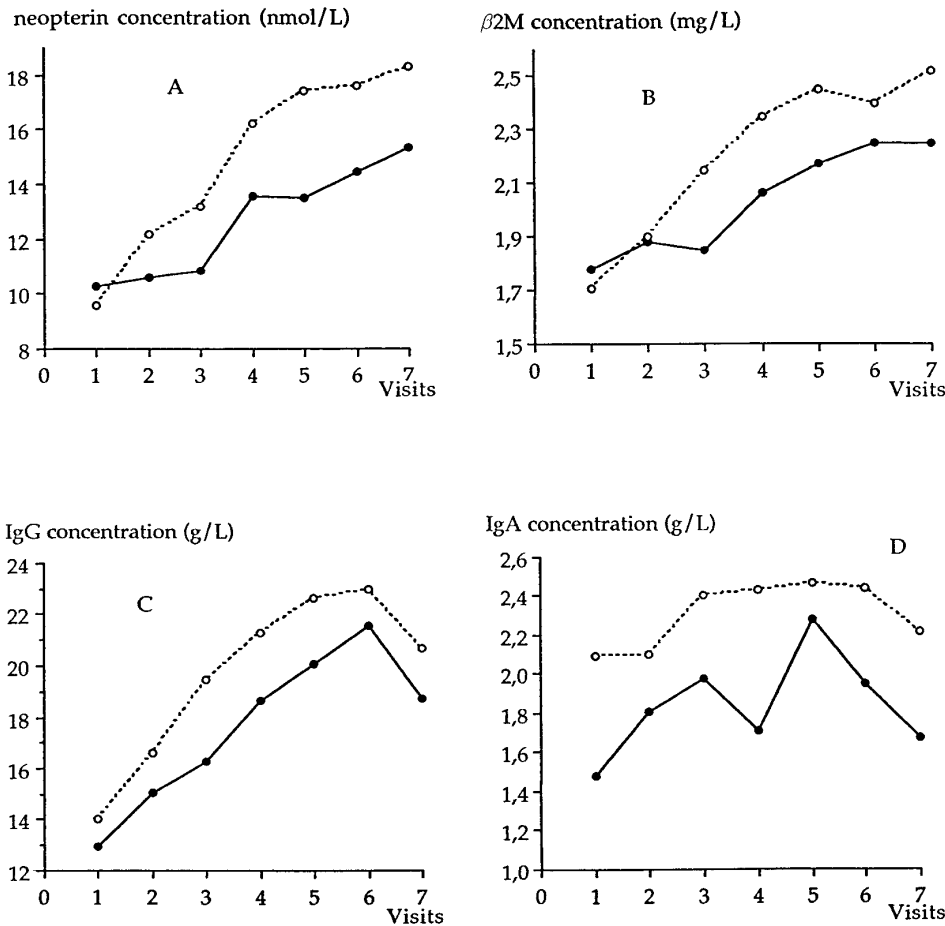 neopterin concentration (nmol/L)
A
18
16
14
12
10
8
0 1 2 3 4 5 6 7
Visits
β2M concentration (mg/L)
B
2,5
2,3
2,1
1,9
1,7
1,5
0 1 2 3 4 5 6 7
Visits
IgG concentration (g/L)
C
24
22
20
18
16
14
12
0 1 2 3 4 5 6 7
Visits
IgA concentration (g/L)
D
2,6
2,4
2,2
2,0
1,8
1,6
1,4
1,2
1,0
0 1 2 3 4 5 6 7
Visits